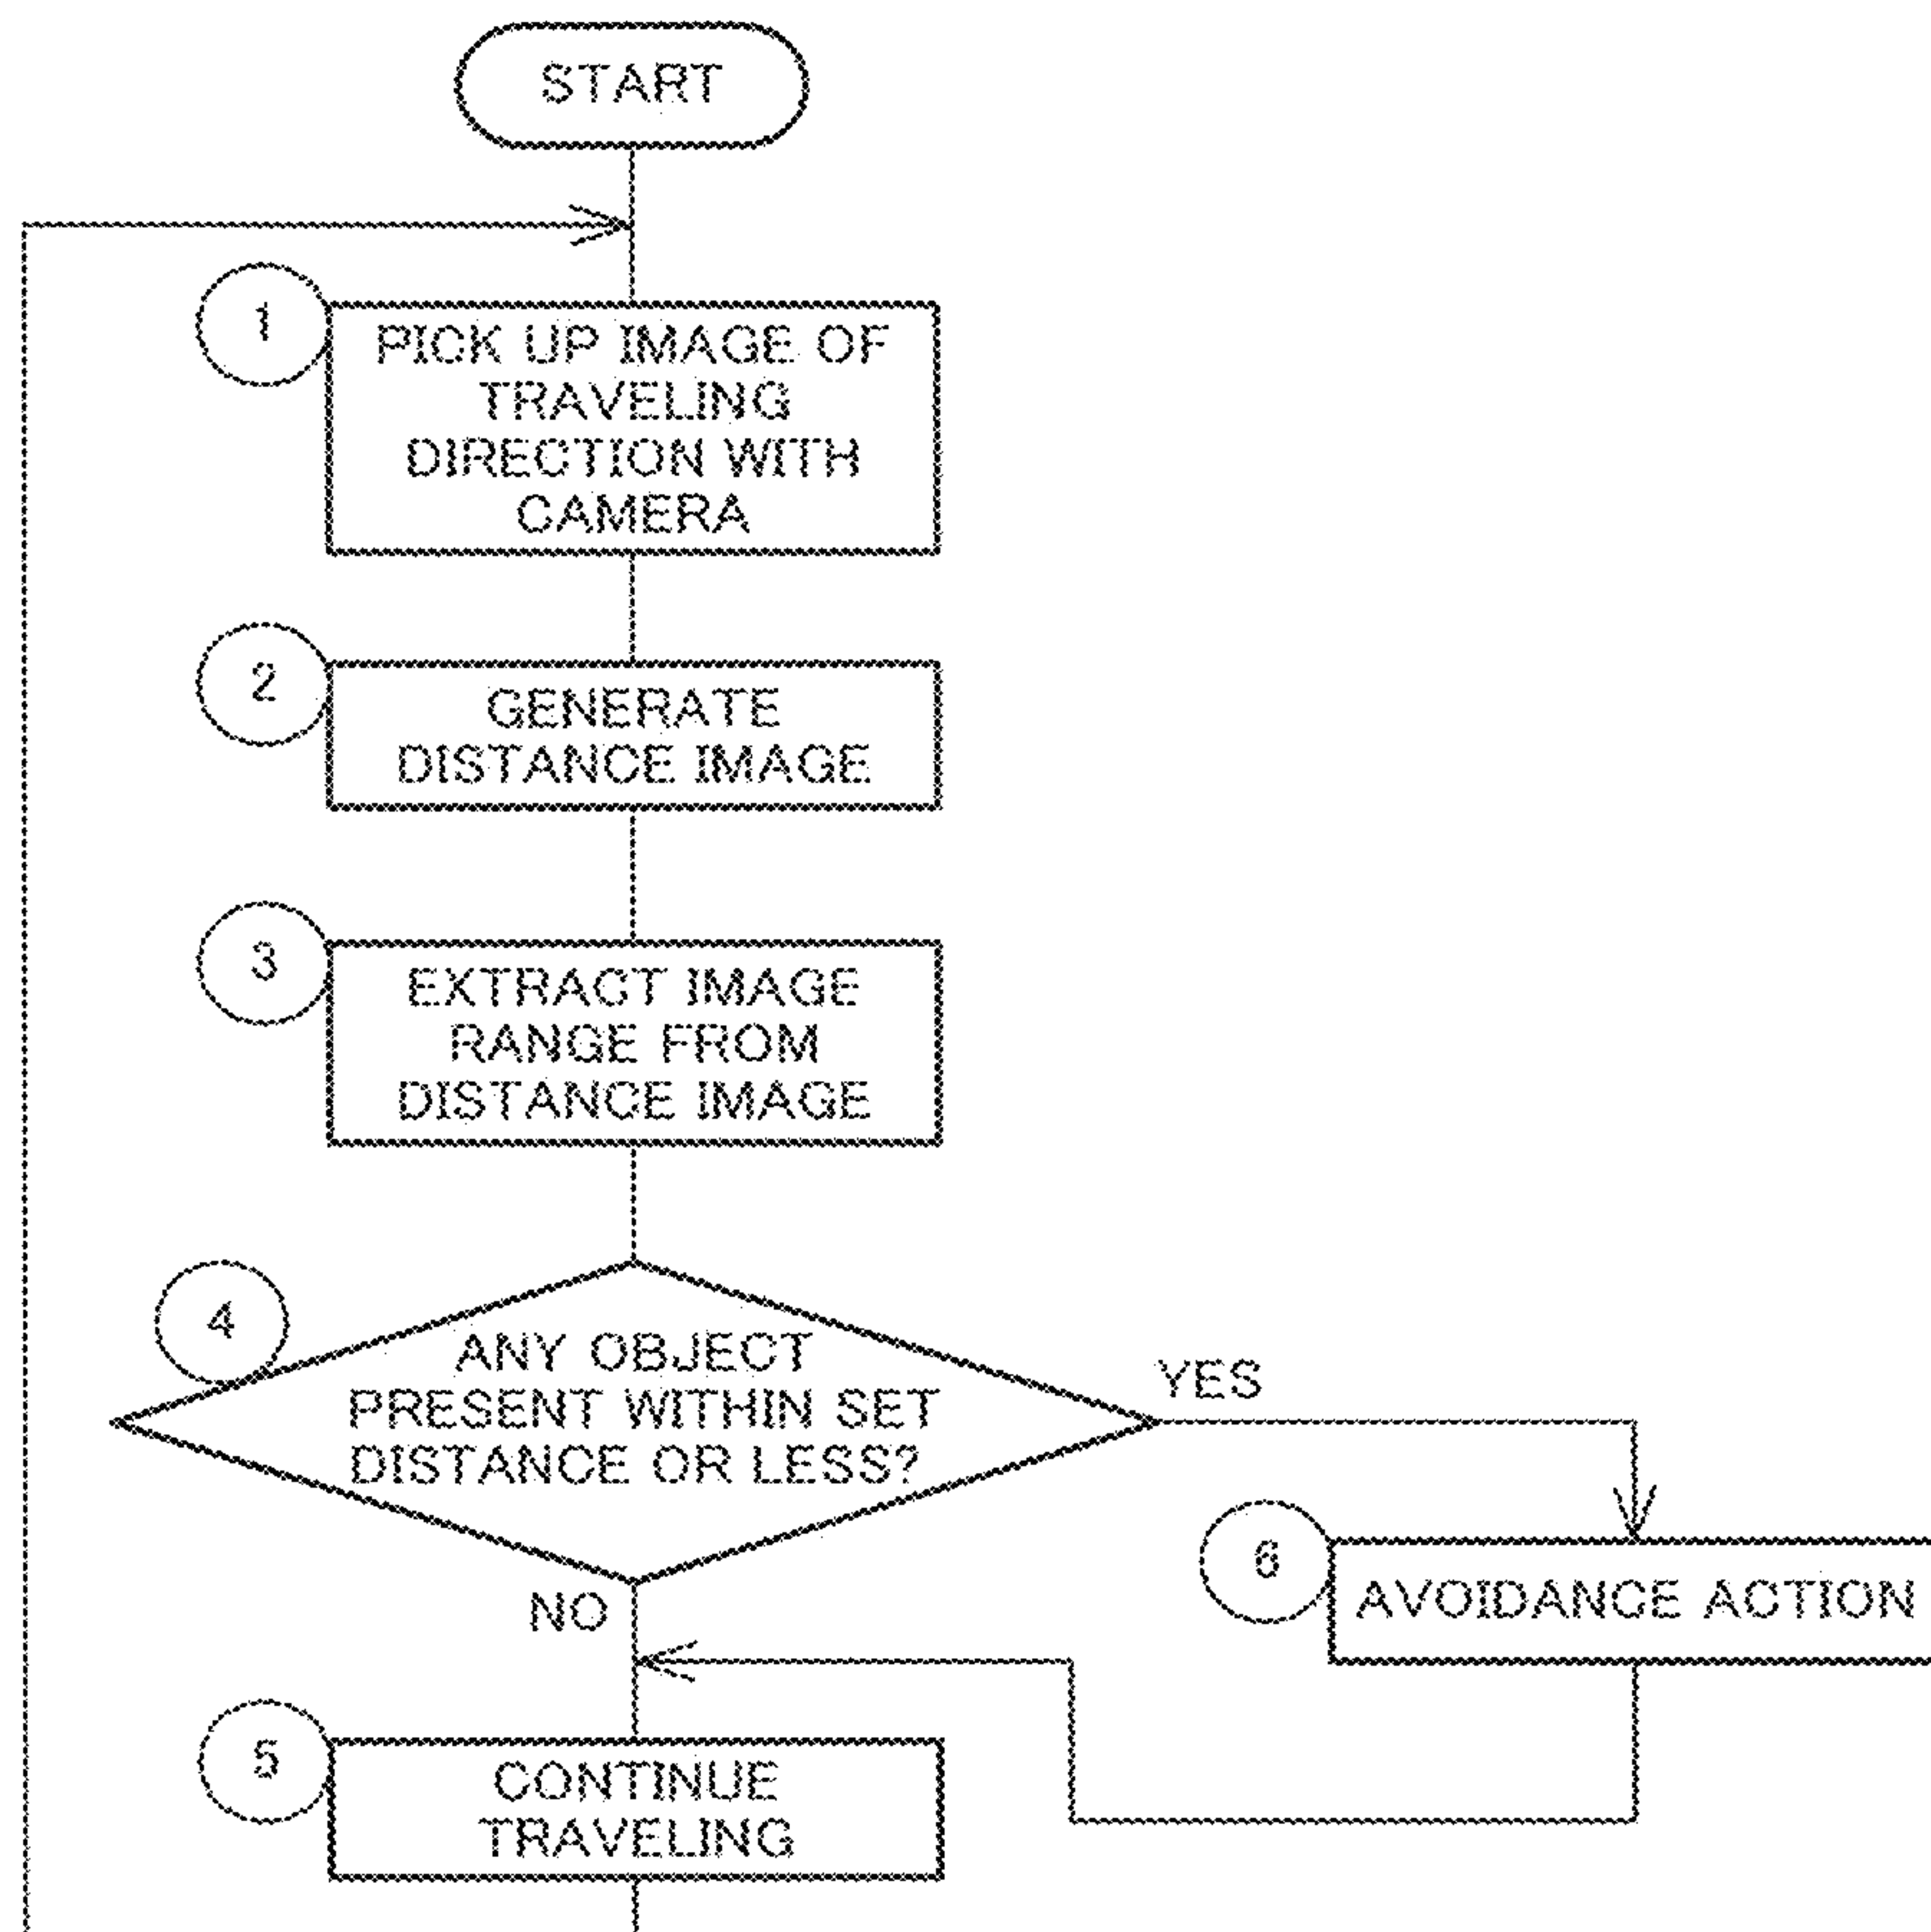 START
1
PICK UP IMAGE OF
TRAVELING
DIRECTION WITH
CAMERA
2
GENERATE
DISTANCE IMAGE
3
EXTRACT IMAGE
RANGE FROM
DISTANCE IMAGE
4
ANY OBJECT
PRESENT WITHIN SET
DISTANCE OR LESS?
YES
6
AVOIDANCE ACTION
NO
5
CONTINUE
TRAVELING